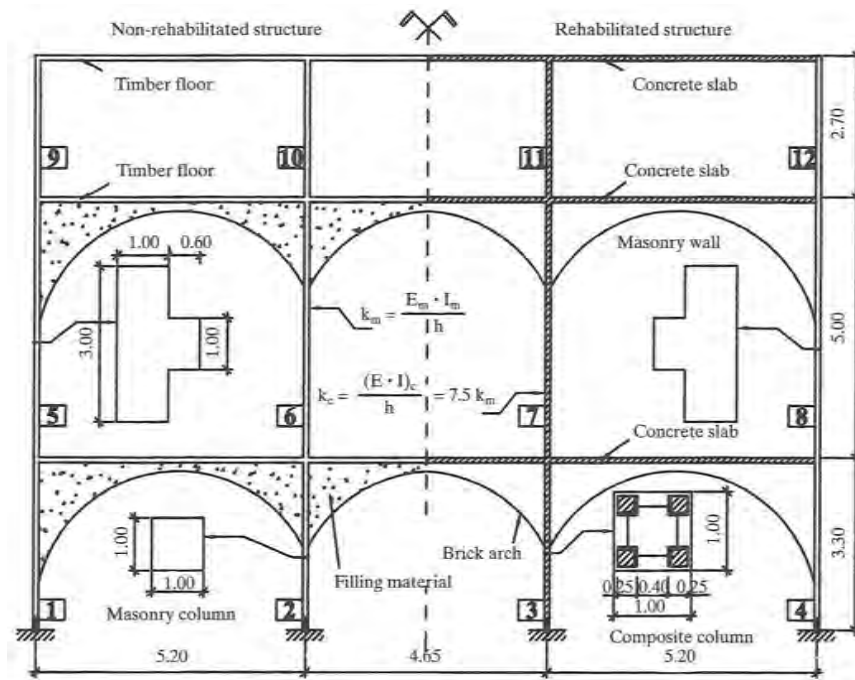 Non-rehabilitated structure
Rehabilitated structure
Timber floor
Concrete slab
2.70
9
10
11
12
Timber floor
Concrete slab
1.00
0.60
Masonry wall
3.00
1.00
k_m = E_m · I_m / h
5.00
k_c = (E · I)_c / h = 7.5 k_m
5
6
7
8
Concrete slab
1.00
1.00
Brick arch
Filling material
1.00
3.30
0.25
0.40
0.25
1.00
1
Masonry column
2
3
Composite column
4
5.20
4.65
5.20